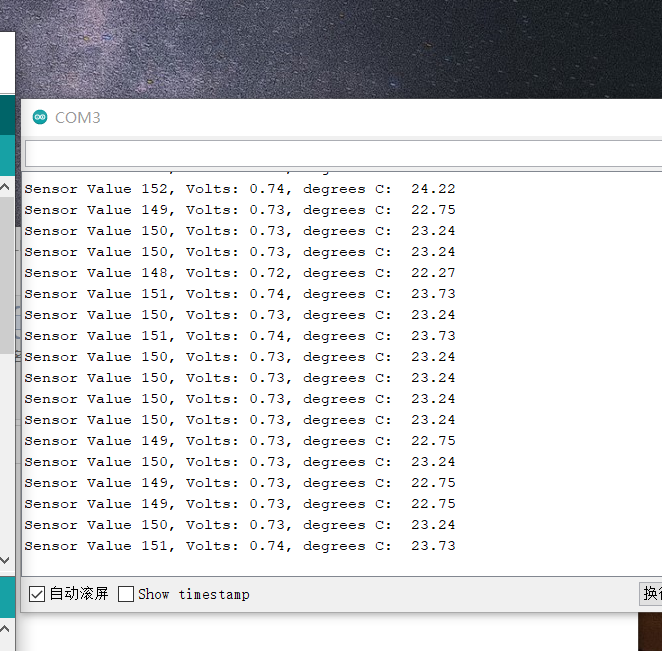 COM3
Sensor Value 152, Volts: 0.74, degrees C:  24.22
Sensor Value 149, Volts: 0.73, degrees C:  22.75
Sensor Value 150, Volts: 0.73, degrees C:  23.24
Sensor Value 150, Volts: 0.73, degrees C:  23.24
Sensor Value 148, Volts: 0.72, degrees C:  22.27
Sensor Value 151, Volts: 0.74, degrees C:  23.73
Sensor Value 150, Volts: 0.73, degrees C:  23.24
Sensor Value 151, Volts: 0.74, degrees C:  23.73
Sensor Value 150, Volts: 0.73, degrees C:  23.24
Sensor Value 150, Volts: 0.73, degrees C:  23.24
Sensor Value 150, Volts: 0.73, degrees C:  23.24
Sensor Value 150, Volts: 0.73, degrees C:  23.24
Sensor Value 149, Volts: 0.73, degrees C:  22.75
Sensor Value 150, Volts: 0.73, degrees C:  23.24
Sensor Value 149, Volts: 0.73, degrees C:  22.75
Sensor Value 149, Volts: 0.73, degrees C:  22.75
Sensor Value 150, Volts: 0.73, degrees C:  23.24
Sensor Value 151, Volts: 0.74, degrees C:  23.73
自动滚屏 Show timestamp 换